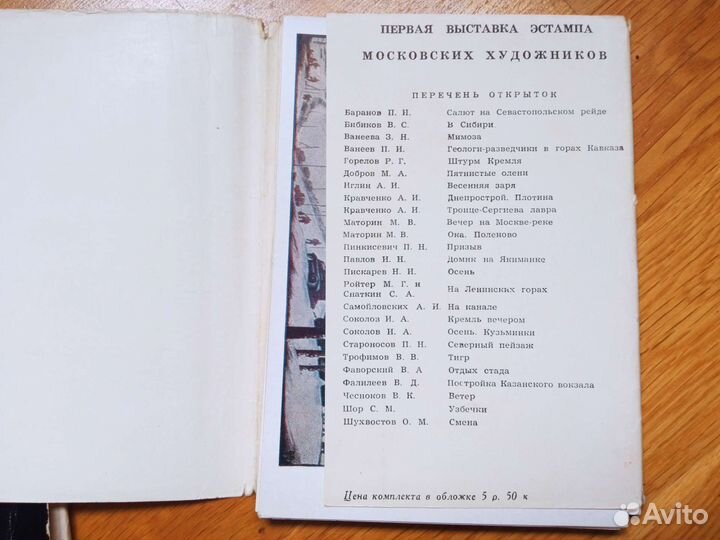 ПЕРВАЯ ВЫСТАВКА ЭСТАМПА
МОСКОВСКИХ ХУДОЖНИКОВ
ПЕРЕЧЕНЬ ОТКРЫТОК
Баранов П. Н. Салют на Севастопольском рейде
Бибиков В. С. В Сибири
Ванеева З. Н. Мимоза
Ванеев П. И. Геологи-разведчики в горах Кавказа
Горелов Р. Г. Штурм Кремля
Добров М. А. Пятнистые олени
Иглин А. И. Весенняя заря
Кравченко А. И. Днепрострой. Плотина
Кравченко А. И. Троице-Сергиева лавра
Маторин М. В. Вечер на Москве-реке
Маторин М. В. Ока. Поленово
Пинкисевич П. Н. Призыв
Павлов И. Н. Домик на Якиманке
Пискарев Н. И. Осень
Ройтер М. Г. и
Снаткин С. А. На Ленинских горах
Самойловских А. И. На канале
Соколов И. А. Кремль вечером
Соколов И. А. Осень. Кузьминки
Староносов П. Н. Северный пейзаж
Трофимов В. В. Тигр
Фаворский В. А Отдых стада
Фалилеев В. Д. Постройка Казанского вокзала
Чесноков В. К. Ветер
Шор С. М. Узбечки
Шухвостов О. М. Смена
Цена комплекта в обложке 5 р. 50 к
Avito